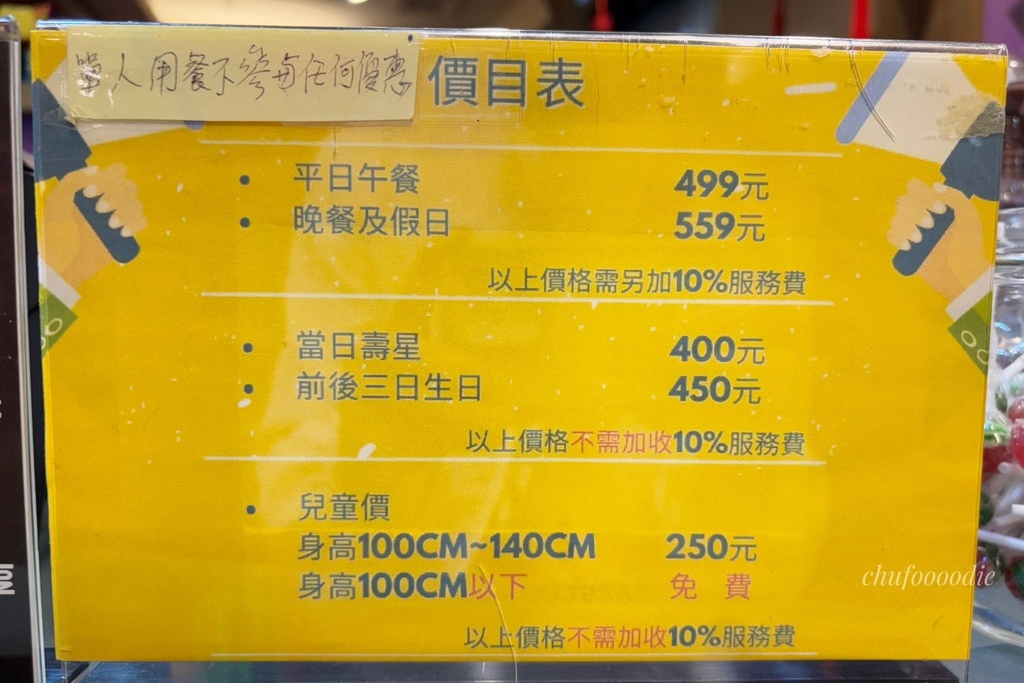 單人用餐不參与任何優惠
價目表
• 平日午餐 499元
• 晚餐及假日 559元
以上價格需另加10%服務費
• 當日壽星 400元
• 前後三日生日 450元
以上價格不需加收10%服務費
• 兒童價
身高100CM~140CM 250元
身高100CM以下 免 費
以上價格不需加收10%服務費
chufoooodie